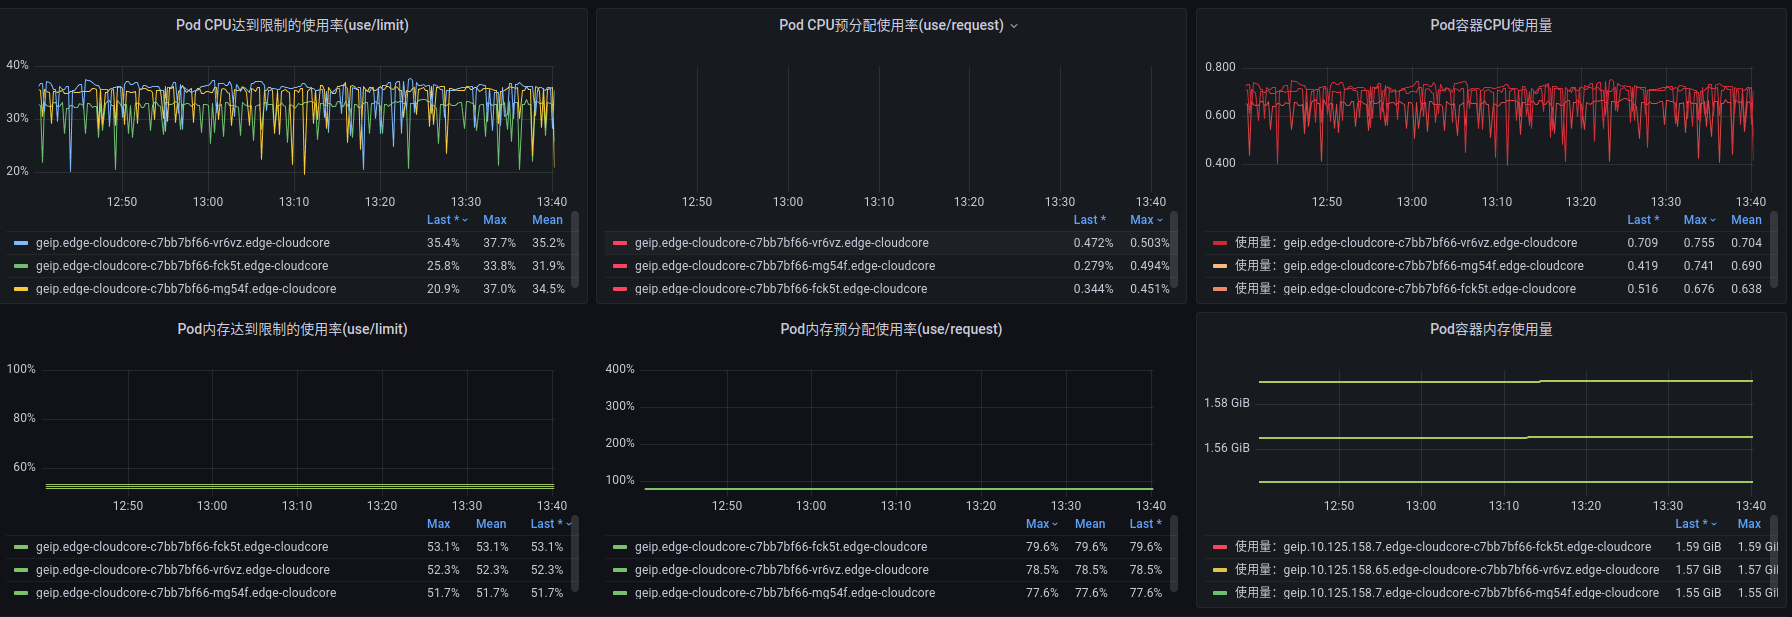 Pod CPU达到限制的使用率(use/limit)
40%
30%
20%
12:50 13:00 13:10 13:20 13:30 13:40
Last * Max Mean
geip.edge-cloudcore-c7bb7bf66-vr6vz.edge-cloudcore 35.4% 37.7% 35.2%
geip.edge-cloudcore-c7bb7bf66-fck5t.edge-cloudcore 25.8% 33.8% 31.9%
geip.edge-cloudcore-c7bb7bf66-mg54f.edge-cloudcore 20.9% 37.0% 34.5%
Pod CPU预分配使用率(use/request)
12:50 13:00 13:10 13:20 13:30 13:40
Last * Max
geip.edge-cloudcore-c7bb7bf66-vr6vz.edge-cloudcore 0.472% 0.503%
geip.edge-cloudcore-c7bb7bf66-mg54f.edge-cloudcore 0.279% 0.494%
geip.edge-cloudcore-c7bb7bf66-fck5t.edge-cloudcore 0.344% 0.451%
Pod容器CPU使用量
0.800
0.600
0.400
12:50 13:00 13:10 13:20 13:30 13:40
Last * Max Mean
使用量：geip.edge-cloudcore-c7bb7bf66-vr6vz.edge-cloudcore 0.709 0.755 0.704
使用量：geip.edge-cloudcore-c7bb7bf66-mg54f.edge-cloudcore 0.419 0.741 0.690
使用量：geip.edge-cloudcore-c7bb7bf66-fck5t.edge-cloudcore 0.516 0.676 0.638
Pod内存达到限制的使用率(use/limit)
100%
80%
60%
12:50 13:00 13:10 13:20 13:30 13:40
Max Mean Last *
geip.edge-cloudcore-c7bb7bf66-fck5t.edge-cloudcore 53.1% 53.1% 53.1%
geip.edge-cloudcore-c7bb7bf66-vr6vz.edge-cloudcore 52.3% 52.3% 52.3%
geip.edge-cloudcore-c7bb7bf66-mg54f.edge-cloudcore 51.7% 51.7% 51.7%
Pod内存预分配使用率(use/request)
400%
300%
200%
100%
12:50 13:00 13:10 13:20 13:30 13:40
Max Mean Last *
geip.edge-cloudcore-c7bb7bf66-fck5t.edge-cloudcore 79.6% 79.6% 79.6%
geip.edge-cloudcore-c7bb7bf66-vr6vz.edge-cloudcore 78.5% 78.5% 78.5%
geip.edge-cloudcore-c7bb7bf66-mg54f.edge-cloudcore 77.6% 77.6% 77.6%
Pod容器内存使用量
1.58 GiB
1.56 GiB
12:50 13:00 13:10 13:20 13:30 13:40
Last * Max
使用量：geip.10.125.158.7.edge-cloudcore-c7bb7bf66-fck5t.edge-cloudcore 1.59 GiB 1.59 Gi
使用量：geip.10.125.158.65.edge-cloudcore-c7bb7bf66-vr6vz.edge-cloudcore 1.57 GiB 1.57 Gi
使用量：geip.10.125.158.7.edge-cloudcore-c7bb7bf66-mg54f.edge-cloudcore 1.55 GiB 1.55 Gi